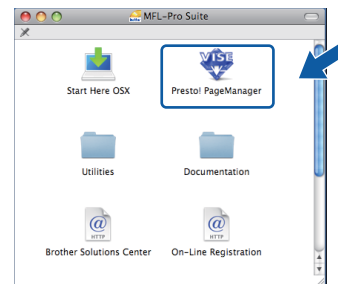 MFL-Pro Suite
Start Here OSX
VISE
Presto! PageManager
Utilities
Documentation
@
HTTP
Brother Solutions Center
@
HTTP
On-Line Registration